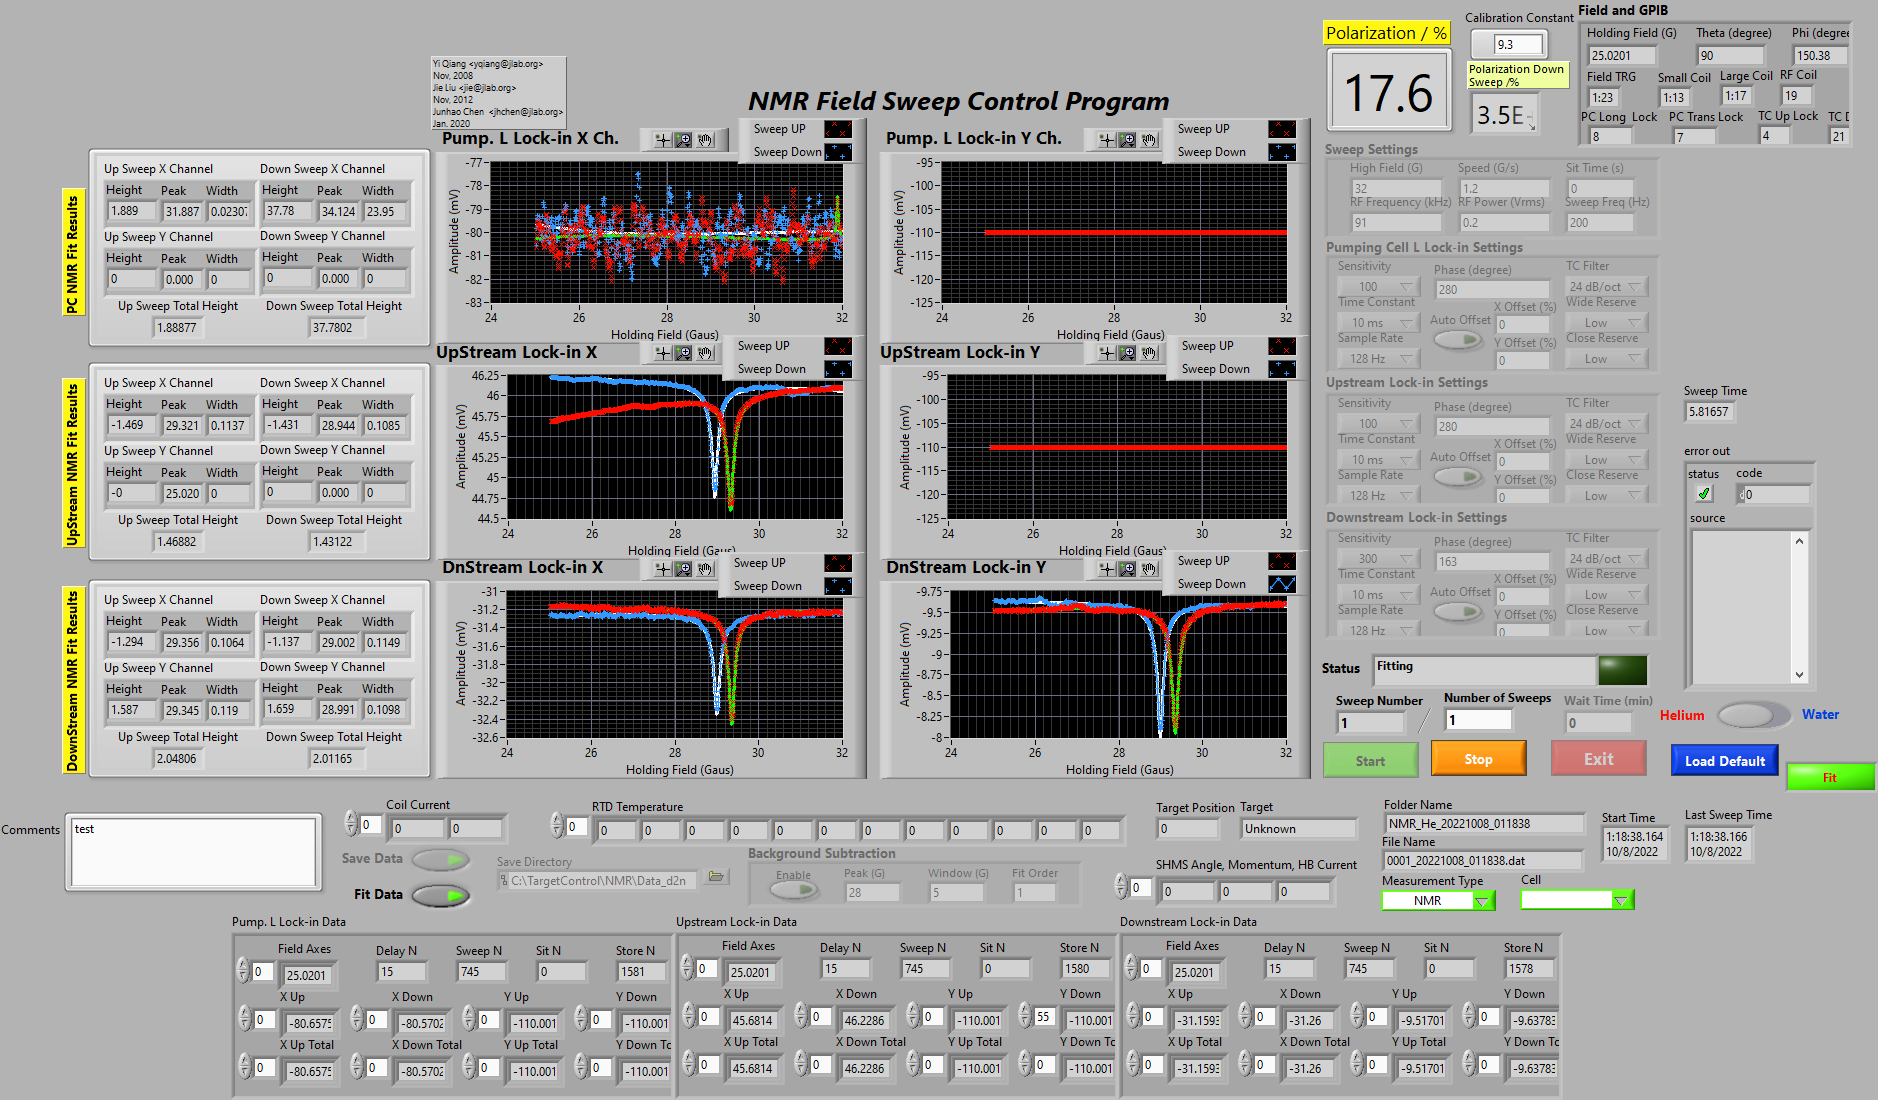 Yi Qiang <yqiang@jlab.org>
Nov, 2008
Jie Liu <jie@jlab.org>
Nov, 2012
Junhao Chen <jhchen@jlab.org>
Jan. 2020
NMR Field Sweep Control Program
Polarization / %
17.6
Calibration Constant
9.3
Polarization Down
Sweep /%
3.5E-
Field and GPIB
Holding Field (G) Theta (degree) Phi (degree
25.0201 90 150.38
Field TRG Small Coil Large Coil RF Coil
1:23 1:13 1:17 19
PC Long Lock PC Trans Lock TC Up Lock TC D
8 7 4 21
PC NMR Fit Results
Up Sweep X Channel Down Sweep X Channel
Height Peak Width Height Peak Width
1.889 31.887 0.02307 37.78 34.124 23.95
Up Sweep Y Channel Down Sweep Y Channel
Height Peak Width Height Peak Width
0 0.000 0 0 0.000 0
Up Sweep Total Height Down Sweep Total Height
1.88877 37.7802
UpStream NMR Fit Results
Up Sweep X Channel Down Sweep X Channel
Height Peak Width Height Peak Width
-1.469 29.321 0.1137 -1.431 28.944 0.1085
Up Sweep Y Channel Down Sweep Y Channel
Height Peak Width Height Peak Width
-0 25.020 0 0 0.000 0
Up Sweep Total Height Down Sweep Total Height
1.46882 1.43122
DownStream NMR Fit Results
Up Sweep X Channel Down Sweep X Channel
Height Peak Width Height Peak Width
-1.294 29.356 0.1064 -1.137 29.002 0.1149
Up Sweep Y Channel Down Sweep Y Channel
Height Peak Width Height Peak Width
1.587 29.345 0.119 1.659 28.991 0.1098
Up Sweep Total Height Down Sweep Total Height
2.04806 2.01165
Pump. L Lock-in X Ch.
Sweep UP
Sweep Down
Amplitude (mV)
-77
-78
-79
-80
-81
-82
-83
24 26 28 30 32
Holding Field (Gaus)
Pump. L Lock-in Y Ch.
Sweep UP
Sweep Down
Amplitude (mV)
-95
-100
-105
-110
-115
-120
-125
24 26 28 30 32
Holding Field (Gaus)
UpStream Lock-in X
Sweep UP
Sweep Down
Amplitude (mV)
46.25
46
45.75
45.5
45.25
45
44.75
44.5
24 26 28 30 32
Holding Field (Gaus)
UpStream Lock-in Y
Sweep UP
Sweep Down
Amplitude (mV)
-95
-100
-105
-110
-115
-120
-125
24 26 28 30 32
Holding Field (Gaus)
DnStream Lock-in X
Sweep UP
Sweep Down
Amplitude (mV)
-31
-31.2
-31.4
-31.6
-31.8
-32
-32.2
-32.4
-32.6
24 26 28 30 32
Holding Field (Gaus)
DnStream Lock-in Y
Sweep UP
Sweep Down
Amplitude (mV)
-9.75
-9.5
-9.25
-9
-8.75
-8.5
-8.25
-8
24 26 28 30 32
Holding Field (Gaus)
Sweep Settings
High Field (G) Speed (G/s) Sit Time (s)
32 1.2 0
RF Frequency (kHz) RF Power (Vrms) Sweep Freq (Hz)
91 0.2 200
Pumping Cell L Lock-in Settings
Sensitivity Phase (degree) TC Filter
100 280 24 dB/oct
Time Constant X Offset (%) Wide Reserve
10 ms Auto Offset 0 Low
Sample Rate Y Offset (%) Close Reserve
128 Hz 0 Low
Upstream Lock-in Settings
Sensitivity Phase (degree) TC Filter
100 280 24 dB/oct
Time Constant X Offset (%) Wide Reserve
10 ms Auto Offset 0 Low
Sample Rate Y Offset (%) Close Reserve
128 Hz 0 Low
Downstream Lock-in Settings
Sensitivity Phase (degree) TC Filter
300 163 24 dB/oct
Time Constant X Offset (%) Wide Reserve
10 ms Auto Offset 0 Low
Sample Rate Y Offset (%) Close Reserve
128 Hz 0 Low
Sweep Time
5.81657
error out
status code
0
source
Status Fitting
Sweep Number Number of Sweeps Wait Time (min)
1 / 1 0
Helium Water
Start Stop Exit Load Default Fit
Comments test
Coil Current
0 0 0
Save Data
Fit Data
RTD Temperature
0 0 0 0 0 0 0 0 0 0 0 0 0
Save Directory
C:\TargetControl\NMR\Data_d2n
Background Subtraction
Enable Peak (G) Window (G) Fit Order
28 5 1
Target Position Target
0 Unknown
SHMS Angle, Momentum, HB Current
0 0 0 0
Folder Name
NMR_He_20221008_011838
File Name
0001_20221008_011838.dat
Measurement Type Cell
NMR
Start Time
1:18:38.164
10/8/2022
Last Sweep Time
1:18:38.166
10/8/2022
Pump. L Lock-in Data
Field Axes Delay N Sweep N Sit N Store N
0 25.0201 15 745 0 1581
X Up X Down Y Up Y Down
0 -80.6575 0 -80.5702 0 -110.001 0 -110.001
X Up Total X Down Total Y Up Total Y Down To
0 -80.6575 0 -80.5702 0 -110.001 0 -110.001
Upstream Lock-in Data
Field Axes Delay N Sweep N Sit N Store N
0 25.0201 15 745 0 1580
X Up X Down Y Up Y Down
0 45.6814 0 46.2286 0 -110.001 55 -110.001
X Up Total X Down Total Y Up Total Y Down Tc
0 45.6814 0 46.2286 0 -110.001 0 -110.001
Downstream Lock-in Data
Field Axes Delay N Sweep N Sit N Store N
0 25.0201 15 745 0 1578
X Up X Down Y Up Y Down
0 -31.1593 0 -31.26 0 -9.51701 0 -9.63783
X Up Total X Down Total Y Up Total Y Down Tc
0 -31.1593 0 -31.26 0 -9.51701 0 -9.63783